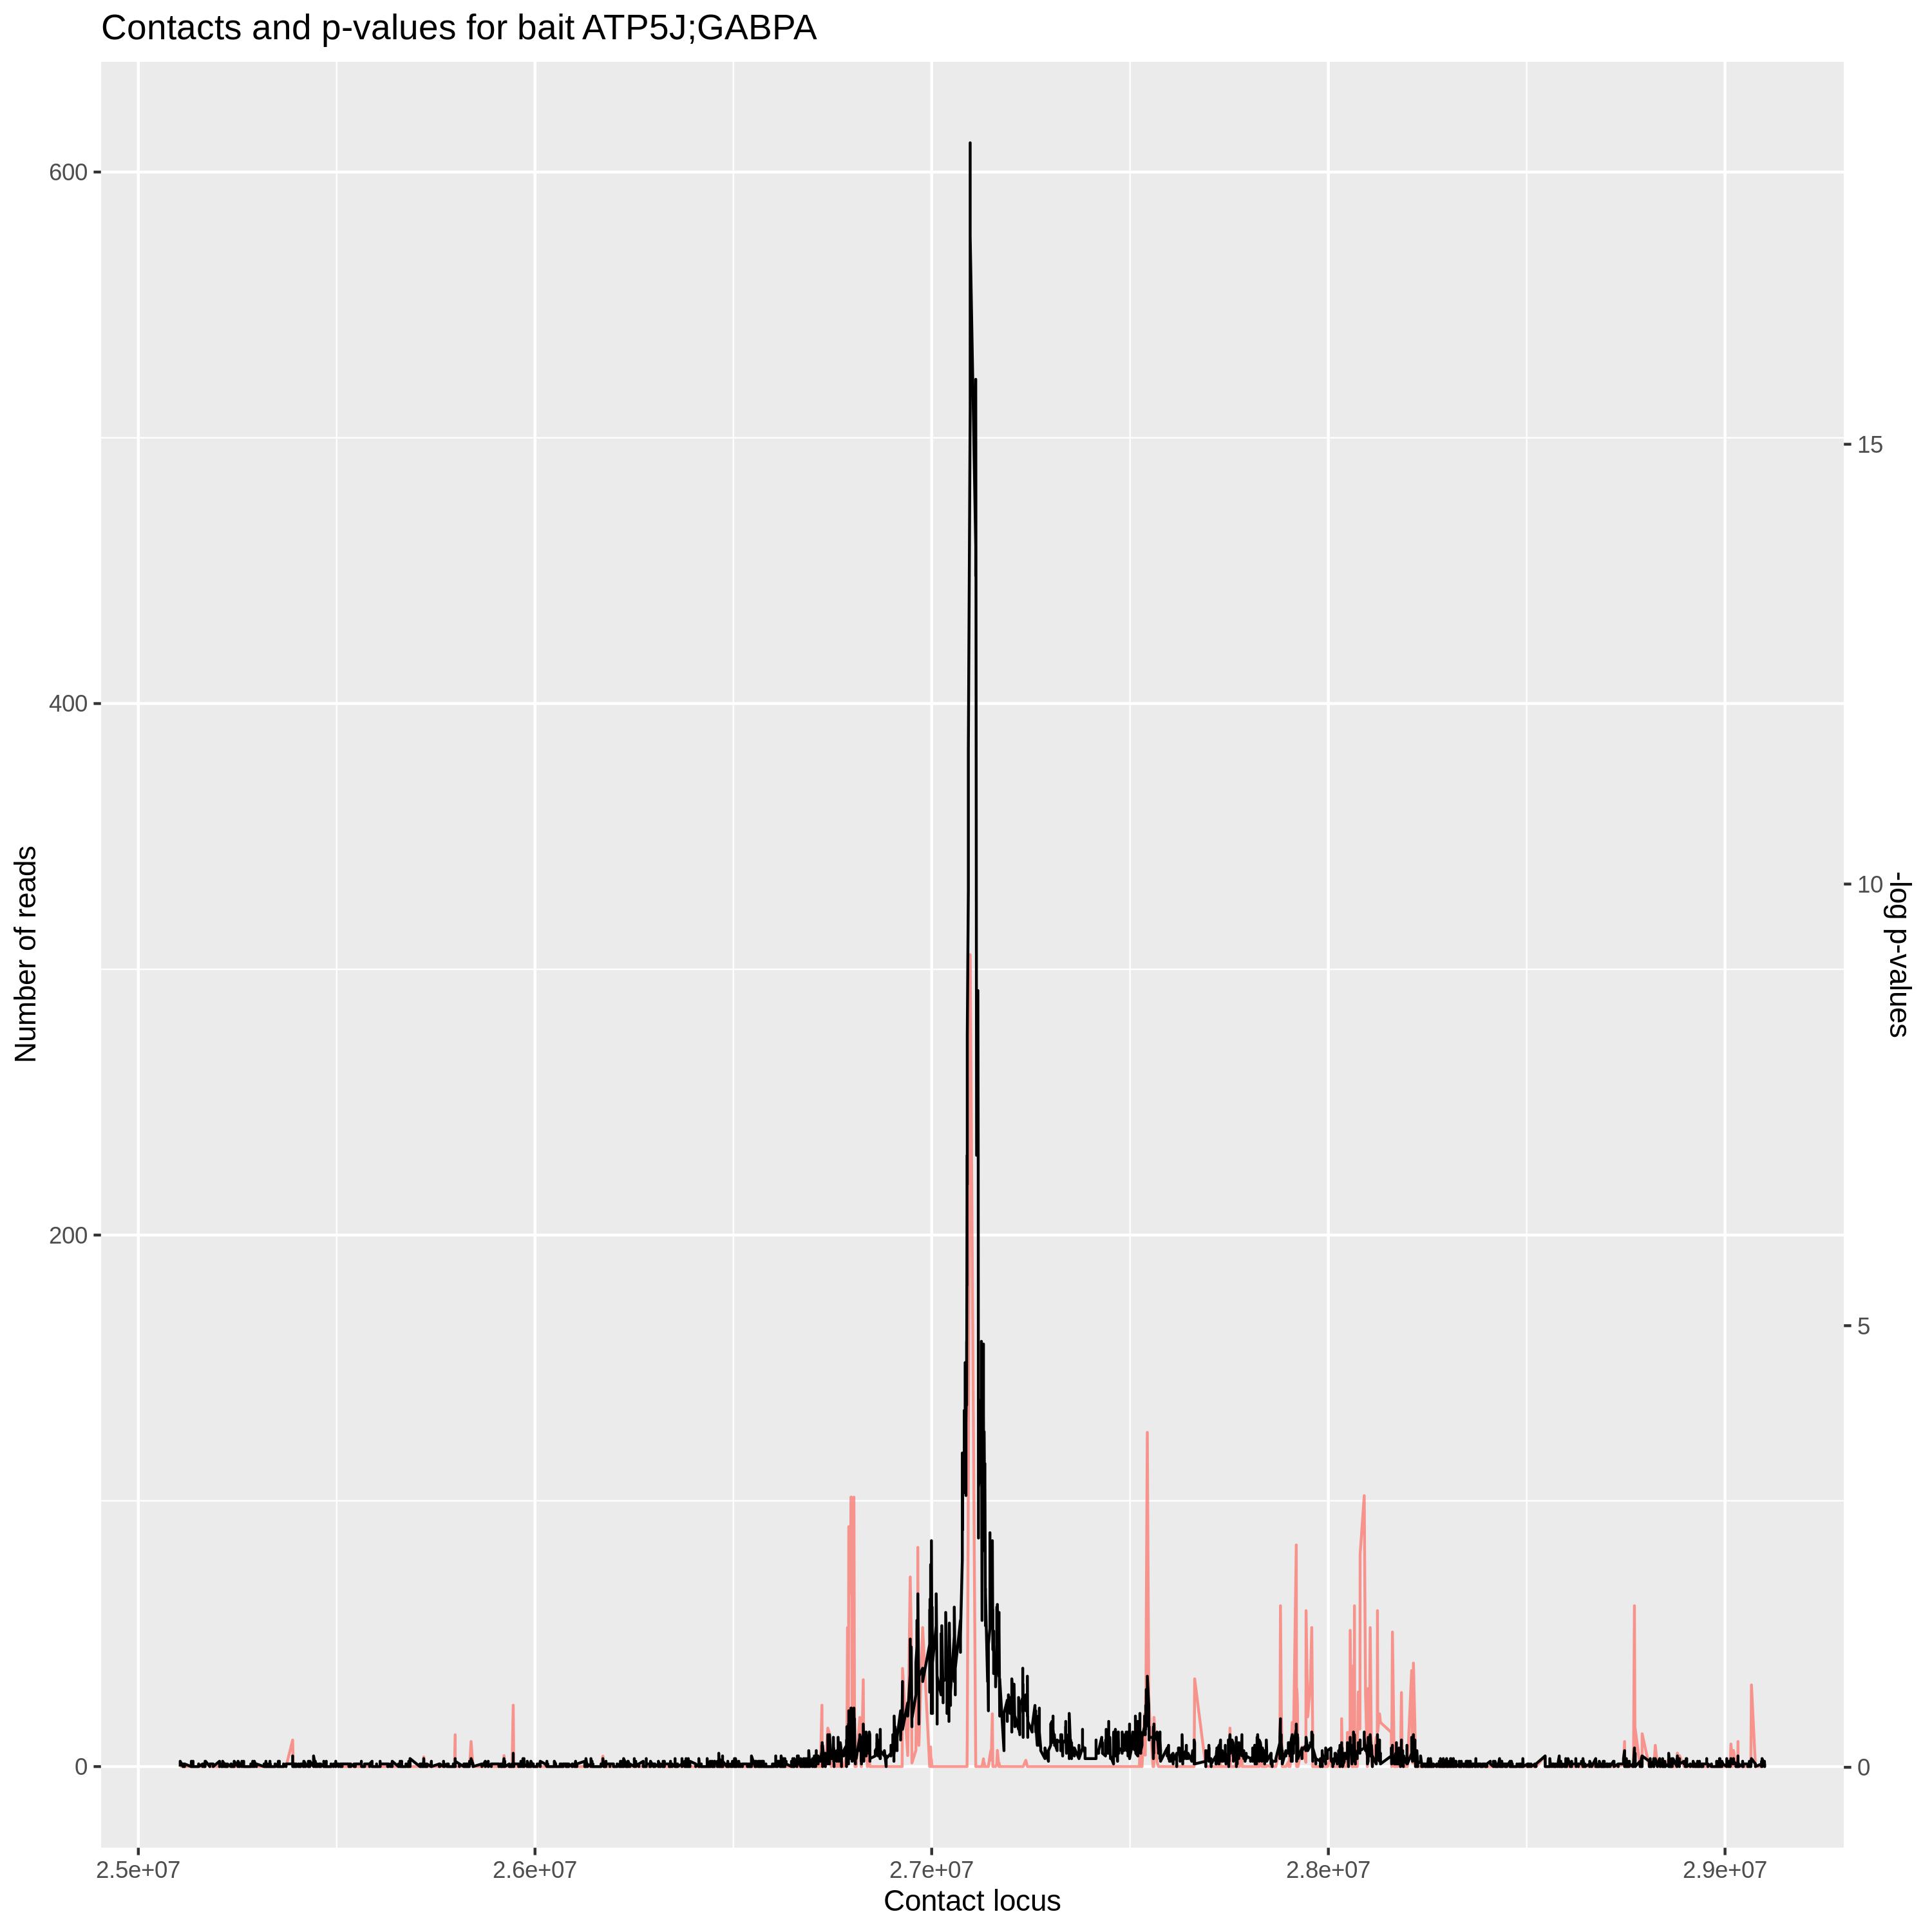 Contacts and p-values for bait ATP5J;GABPA
600
400
200
0
Number of reads
15
10
5
0
-log p-values
2.5e+07 2.6e+07 2.7e+07 2.8e+07 2.9e+07
Contact locus